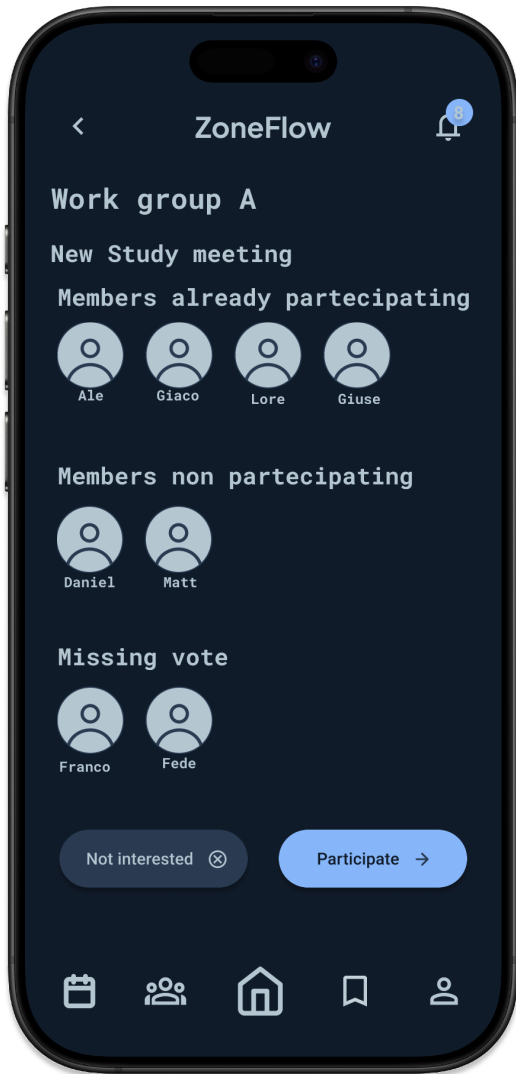 ZoneFlow
8
Work group A
New Study meeting
Members already partecipating
Ale Giaco Lore Giuse
Members non partecipating
Daniel Matt
Missing vote
Franco Fede
Not interested
Participate